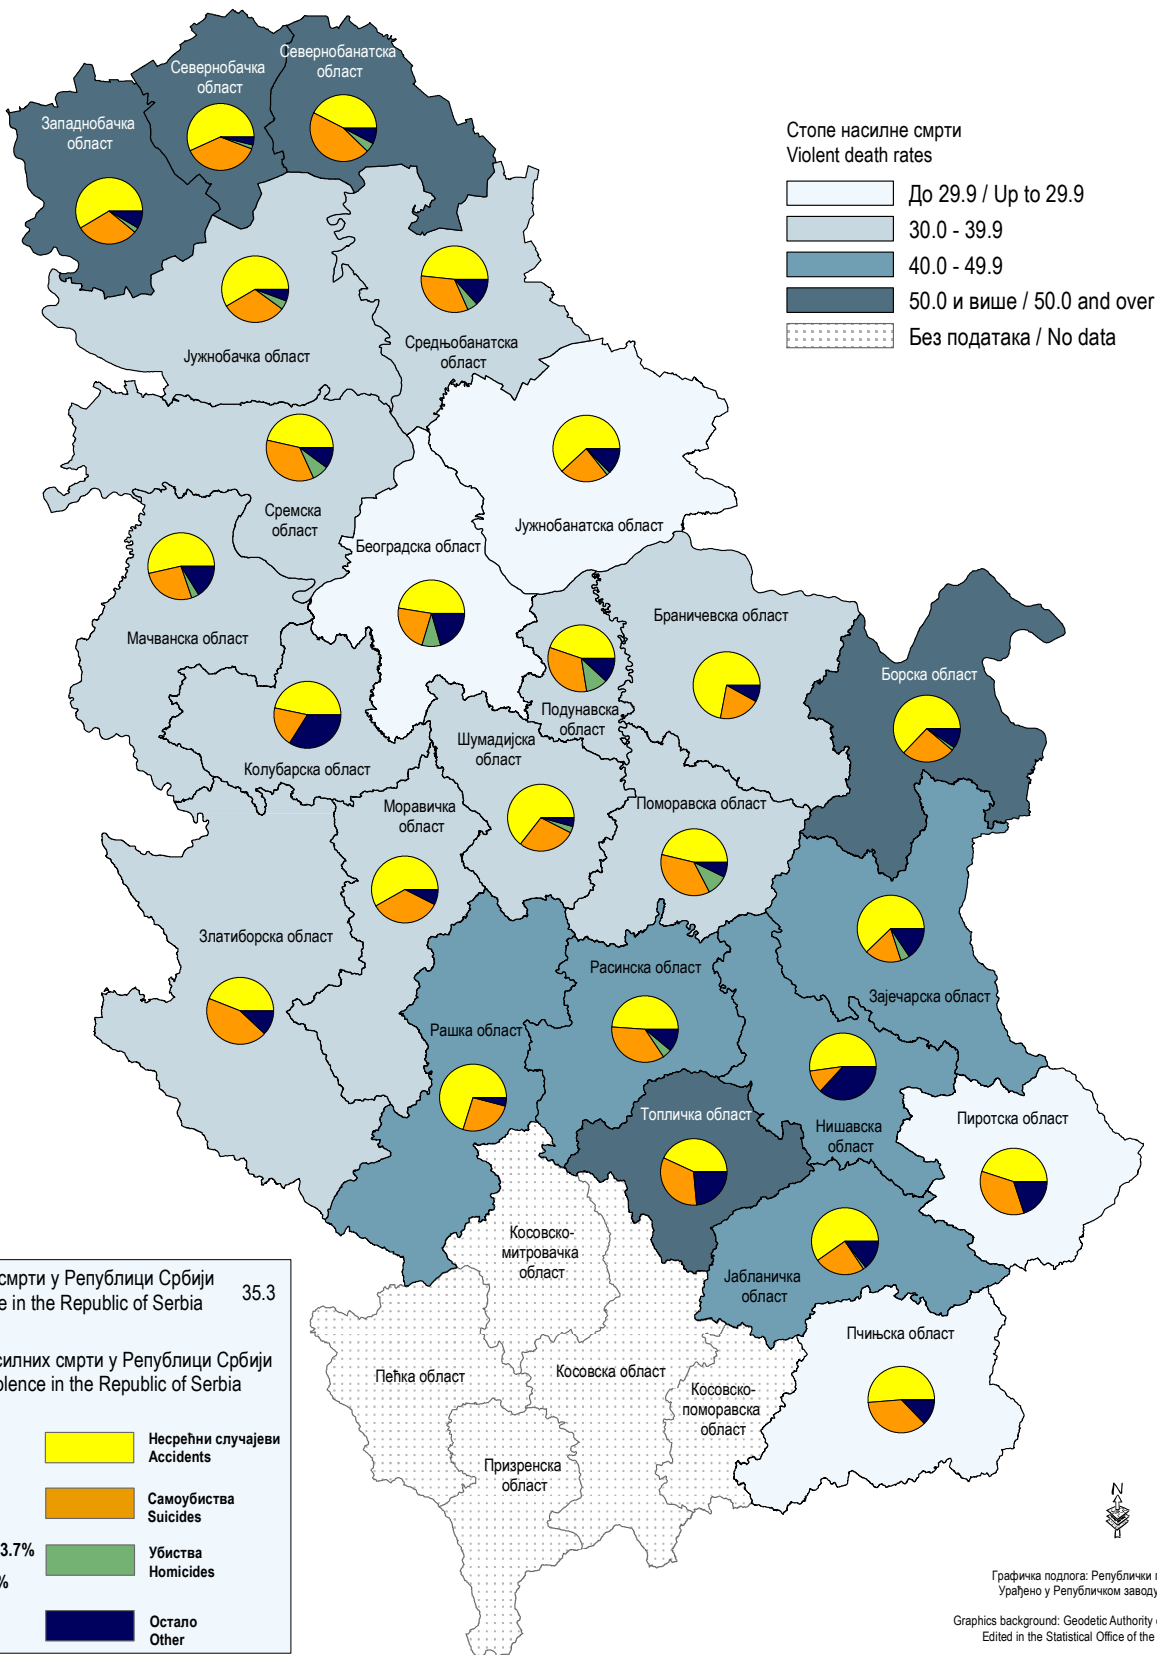 Севернобанатска
област
Севернобачка
област
Западнобачка
област
Стопе насилне смрти
Violent death rates
До 29.9 / Up to 29.9
30.0 - 39.9
40.0 - 49.9
50.0 и више / 50.0 and over
Без података / No data
Јужнобачка област
Средњобанатска
област
Сремска
област
Јужнобанатска област
Београдска област
Мачванска област
Браничевска област
Борска област
Подунавска
област
Колубарска област
Шумадијска
област
Моравичка
област
Поморавска област
Златиборска област
Расинска област
Зајечарска област
Рашка област
Топличка област
Нишавска
област
Пиротска област
Косовско-
митровачка
област
Јабланичка
област
Пчињска област
Пећка област
Косовска област
Косовско-
поморавска
област
Призренска
област
смрти у Републици Србији
e in the Republic of Serbia
35.3
силних смрти у Републици Србији
olence in the Republic of Serbia
Несрећни случајеви
Accidents
Самоубиства
Suicides
3.7%
Убиства
Homicides
%
Остало
Other
N
Графичка подлога: Републички
Урађено у Републичком заводу
Graphics background: Geodetic Authority
Edited in the Statistical Office of the